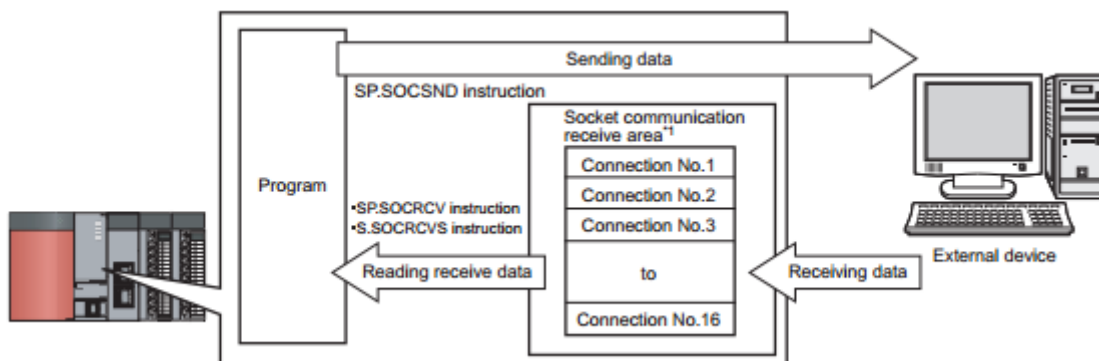 Sending data
SP.SOCSND instruction
Socket communication
receive area*1
Connection No.1
Connection No.2
Connection No.3
to
Connection No.16
Program
•SP.SOCRCV instruction
•S.SOCRCVS instruction
Reading receive data
Receiving data
External device